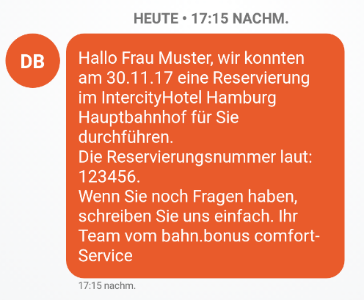 HEUTE • 17:15 NACHM.
DB
Hallo Frau Muster, wir konnten
am 30.11.17 eine Reservierung
im IntercityHotel Hamburg
Hauptbahnhof für Sie
durchführen.
Die Reservierungsnummer laut:
123456.
Wenn Sie noch Fragen haben,
schreiben Sie uns einfach. Ihr
Team vom bahn.bonus comfort-
Service
17:15 nachm.